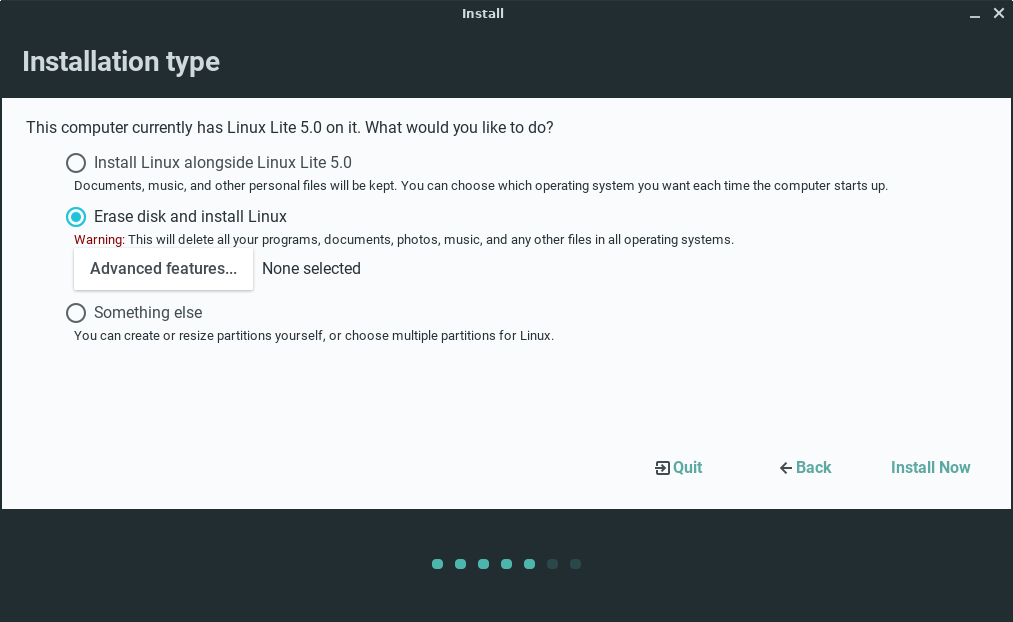 Install
Installation type
This computer currently has Linux Lite 5.0 on it. What would you like to do?
Install Linux alongside Linux Lite 5.0
Documents, music, and other personal files will be kept. You can choose which operating system you want each time the computer starts up.
Erase disk and install Linux
Warning: This will delete all your programs, documents, photos, music, and any other files in all operating systems.
Advanced features... None selected
Something else
You can create or resize partitions yourself, or choose multiple partitions for Linux.
Quit Back Install Now